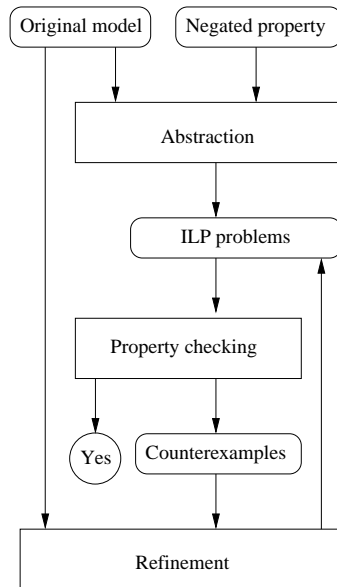 Original model
Negated property
Abstraction
ILP problems
Property checking
Yes
Counterexamples
Refinement